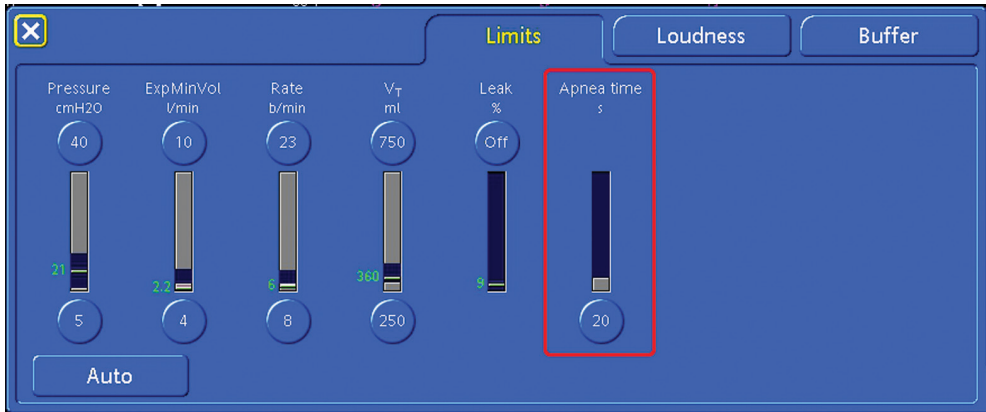 Limits Loudness Buffer
Pressure ExpMinVol Rate VT Leak Apnea time
cmH2O l/min b/min ml % s
40 10 23 750 Off
21 2.2 6 360 9
5 4 8 250 20
Auto